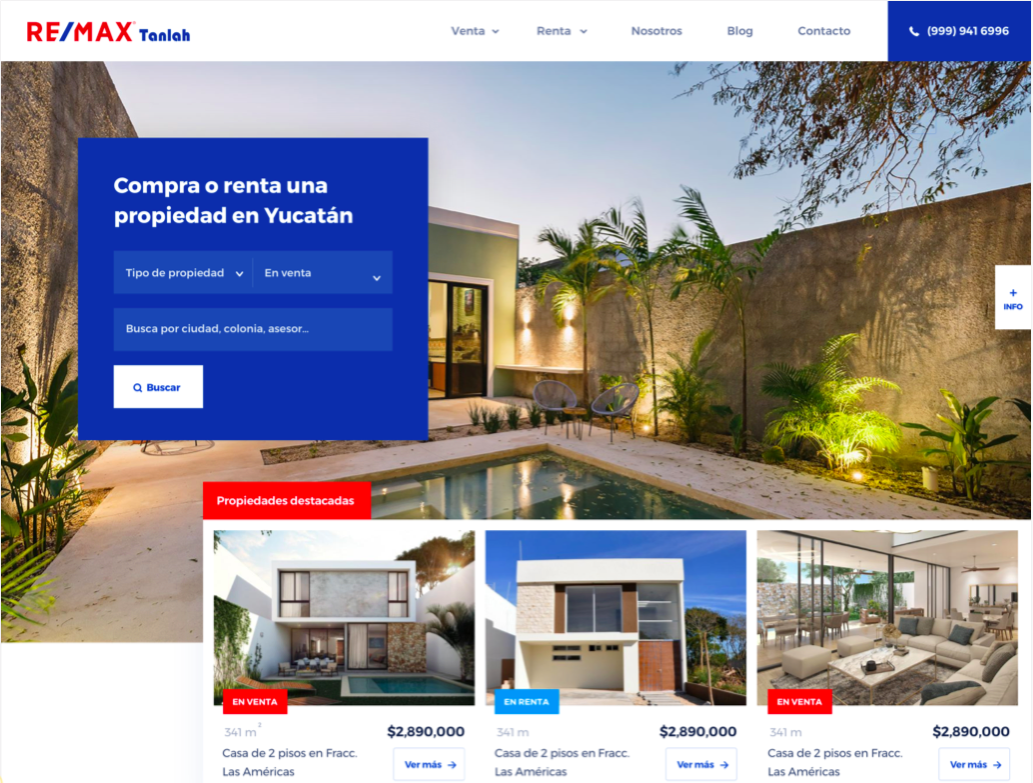 RE/MAX Tanlah
Venta
Renta
Nosotros
Blog
Contacto
(999) 941 6996
Compra o renta una
propiedad en Yucatán
Tipo de propiedad
En venta
Busca por ciudad, colonia, asesor...
Buscar
+
INFO
Propiedades destacadas
EN VENTA
341 m²
$2,890,000
Casa de 2 pisos en Fracc.
Las Américas
Ver más →
EN RENTA
341 m
$2,890,000
Casa de 2 pisos en Fracc.
Las Américas
Ver más →
EN VENTA
341 m
$2,890,000
Casa de 2 pisos en Fracc.
Las Américas
Ver más →